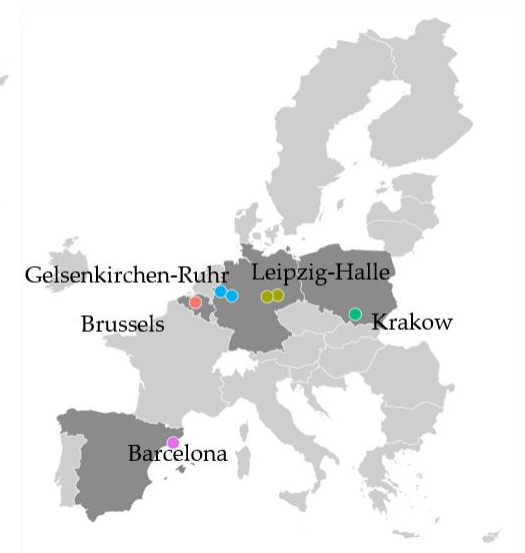 Gelsenkirchen-Ruhr
Leipzig-Halle
Brussels
Krakow
Barcelona